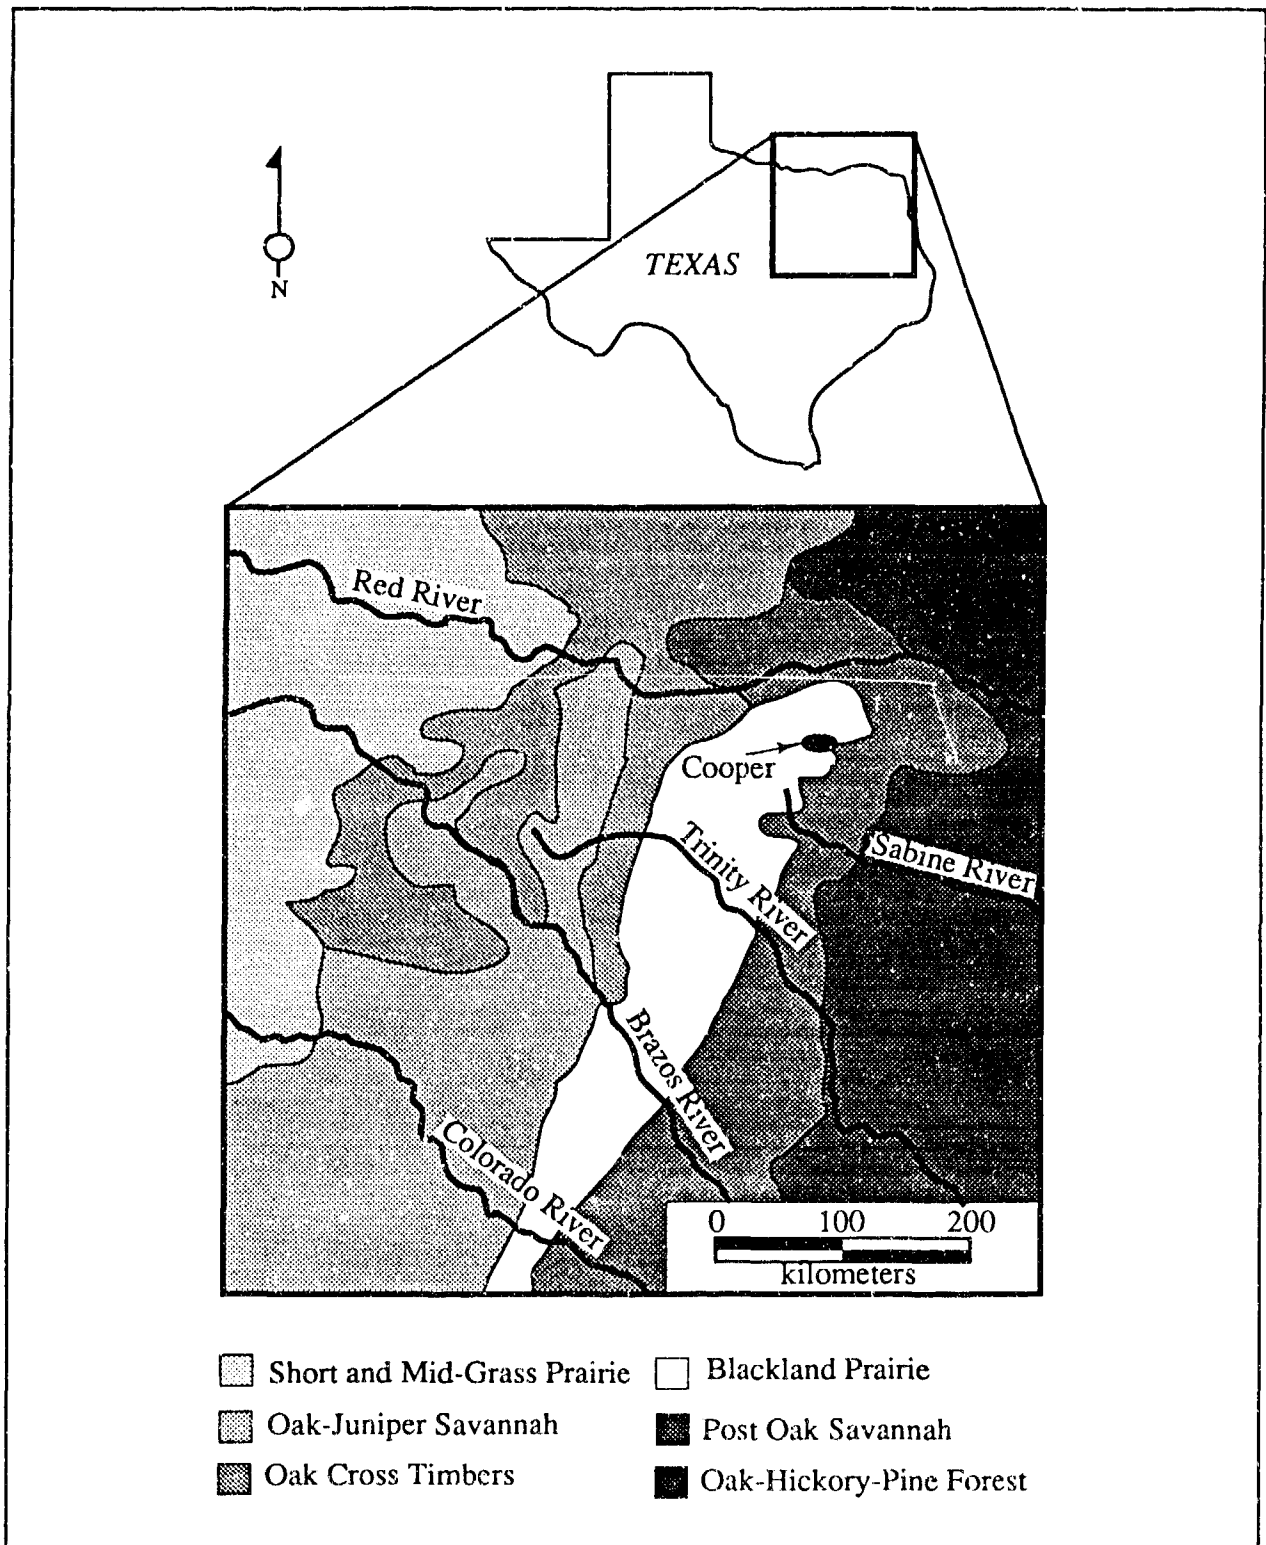 N
TEXAS
Red River
Cooper
Trinity River
Sabine River
Brazos River
Colorado River
0 100 200
kilometers
Short and Mid-Grass Prairie
Blackland Prairie
Oak-Juniper Savannah
Post Oak Savannah
Oak Cross Timbers
Oak-Hickory-Pine Forest